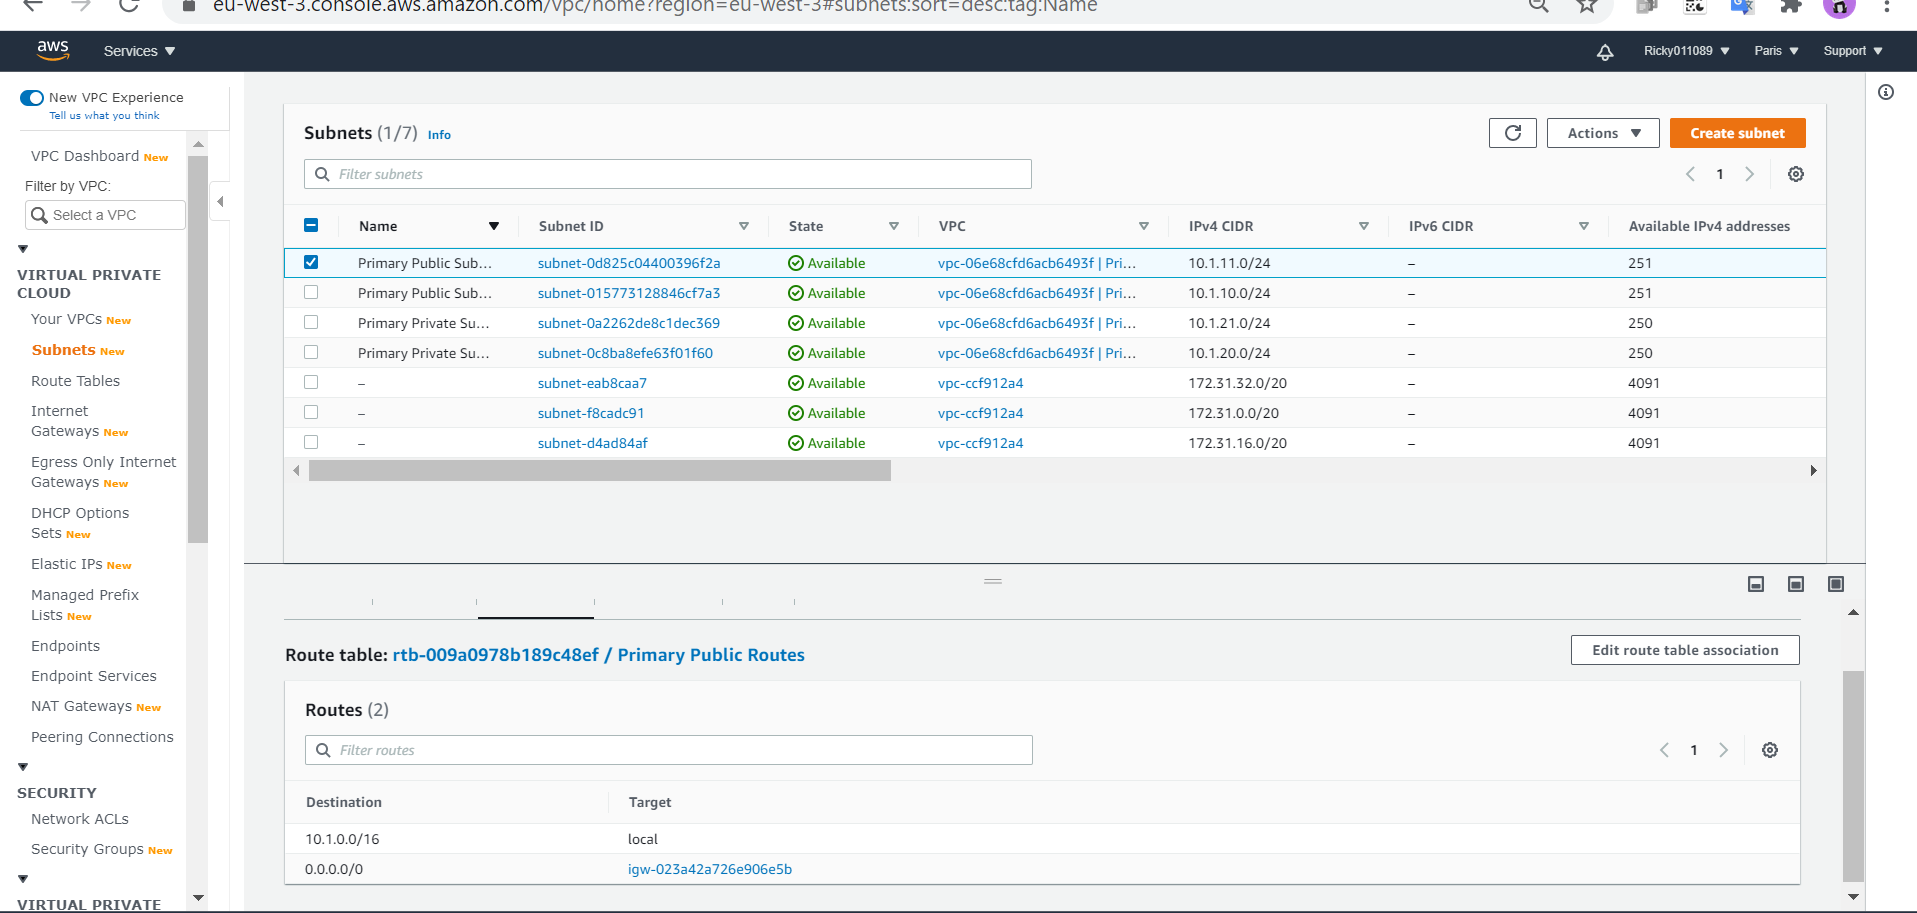 eu-west-3.console.aws.amazon.com/vpc/home?region=eu-west-3#subnets:sort=desc:tag:Name
aws Services Ricky011089 Paris Support
New VPC Experience
Tell us what you think
VPC Dashboard New
Filter by VPC:
Select a VPC
VIRTUAL PRIVATE
CLOUD
Your VPCs New
Subnets New
Route Tables
Internet
Gateways New
Egress Only Internet
Gateways New
DHCP Options
Sets New
Elastic IPs New
Managed Prefix
Lists New
Endpoints
Endpoint Services
NAT Gateways New
Peering Connections
SECURITY
Network ACLs
Security Groups New
VIRTUAL PRIVATE
Subnets (1/7) Info
Actions
Create subnet
Filter subnets
1
Name Subnet ID State VPC IPv4 CIDR IPv6 CIDR Available IPv4 addresses
Primary Public Sub... subnet-0d825c04400396f2a Available vpc-06e68cfd6acb6493f | Pri... 10.1.11.0/24 – 251
Primary Public Sub... subnet-015773128846cf7a3 Available vpc-06e68cfd6acb6493f | Pri... 10.1.10.0/24 – 251
Primary Private Su... subnet-0a2262de8c1dec369 Available vpc-06e68cfd6acb6493f | Pri... 10.1.21.0/24 – 250
Primary Private Su... subnet-0c8ba8efe63f01f60 Available vpc-06e68cfd6acb6493f | Pri... 10.1.20.0/24 – 250
– subnet-eab8caa7 Available vpc-ccf912a4 172.31.32.0/20 – 4091
– subnet-f8cadc91 Available vpc-ccf912a4 172.31.0.0/20 – 4091
– subnet-d4ad84af Available vpc-ccf912a4 172.31.16.0/20 – 4091
Route table: rtb-009a0978b189c48ef / Primary Public Routes
Edit route table association
Routes (2)
Filter routes
1
Destination Target
10.1.0.0/16 local
0.0.0.0/0 igw-023a42a726e906e5b